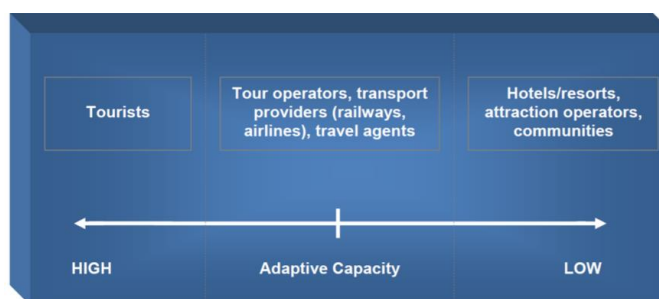 Tourists
Tour operators, transport
providers (railways,
airlines), travel agents
Hotels/resorts,
attraction operators,
communities
HIGH
Adaptive Capacity
LOW